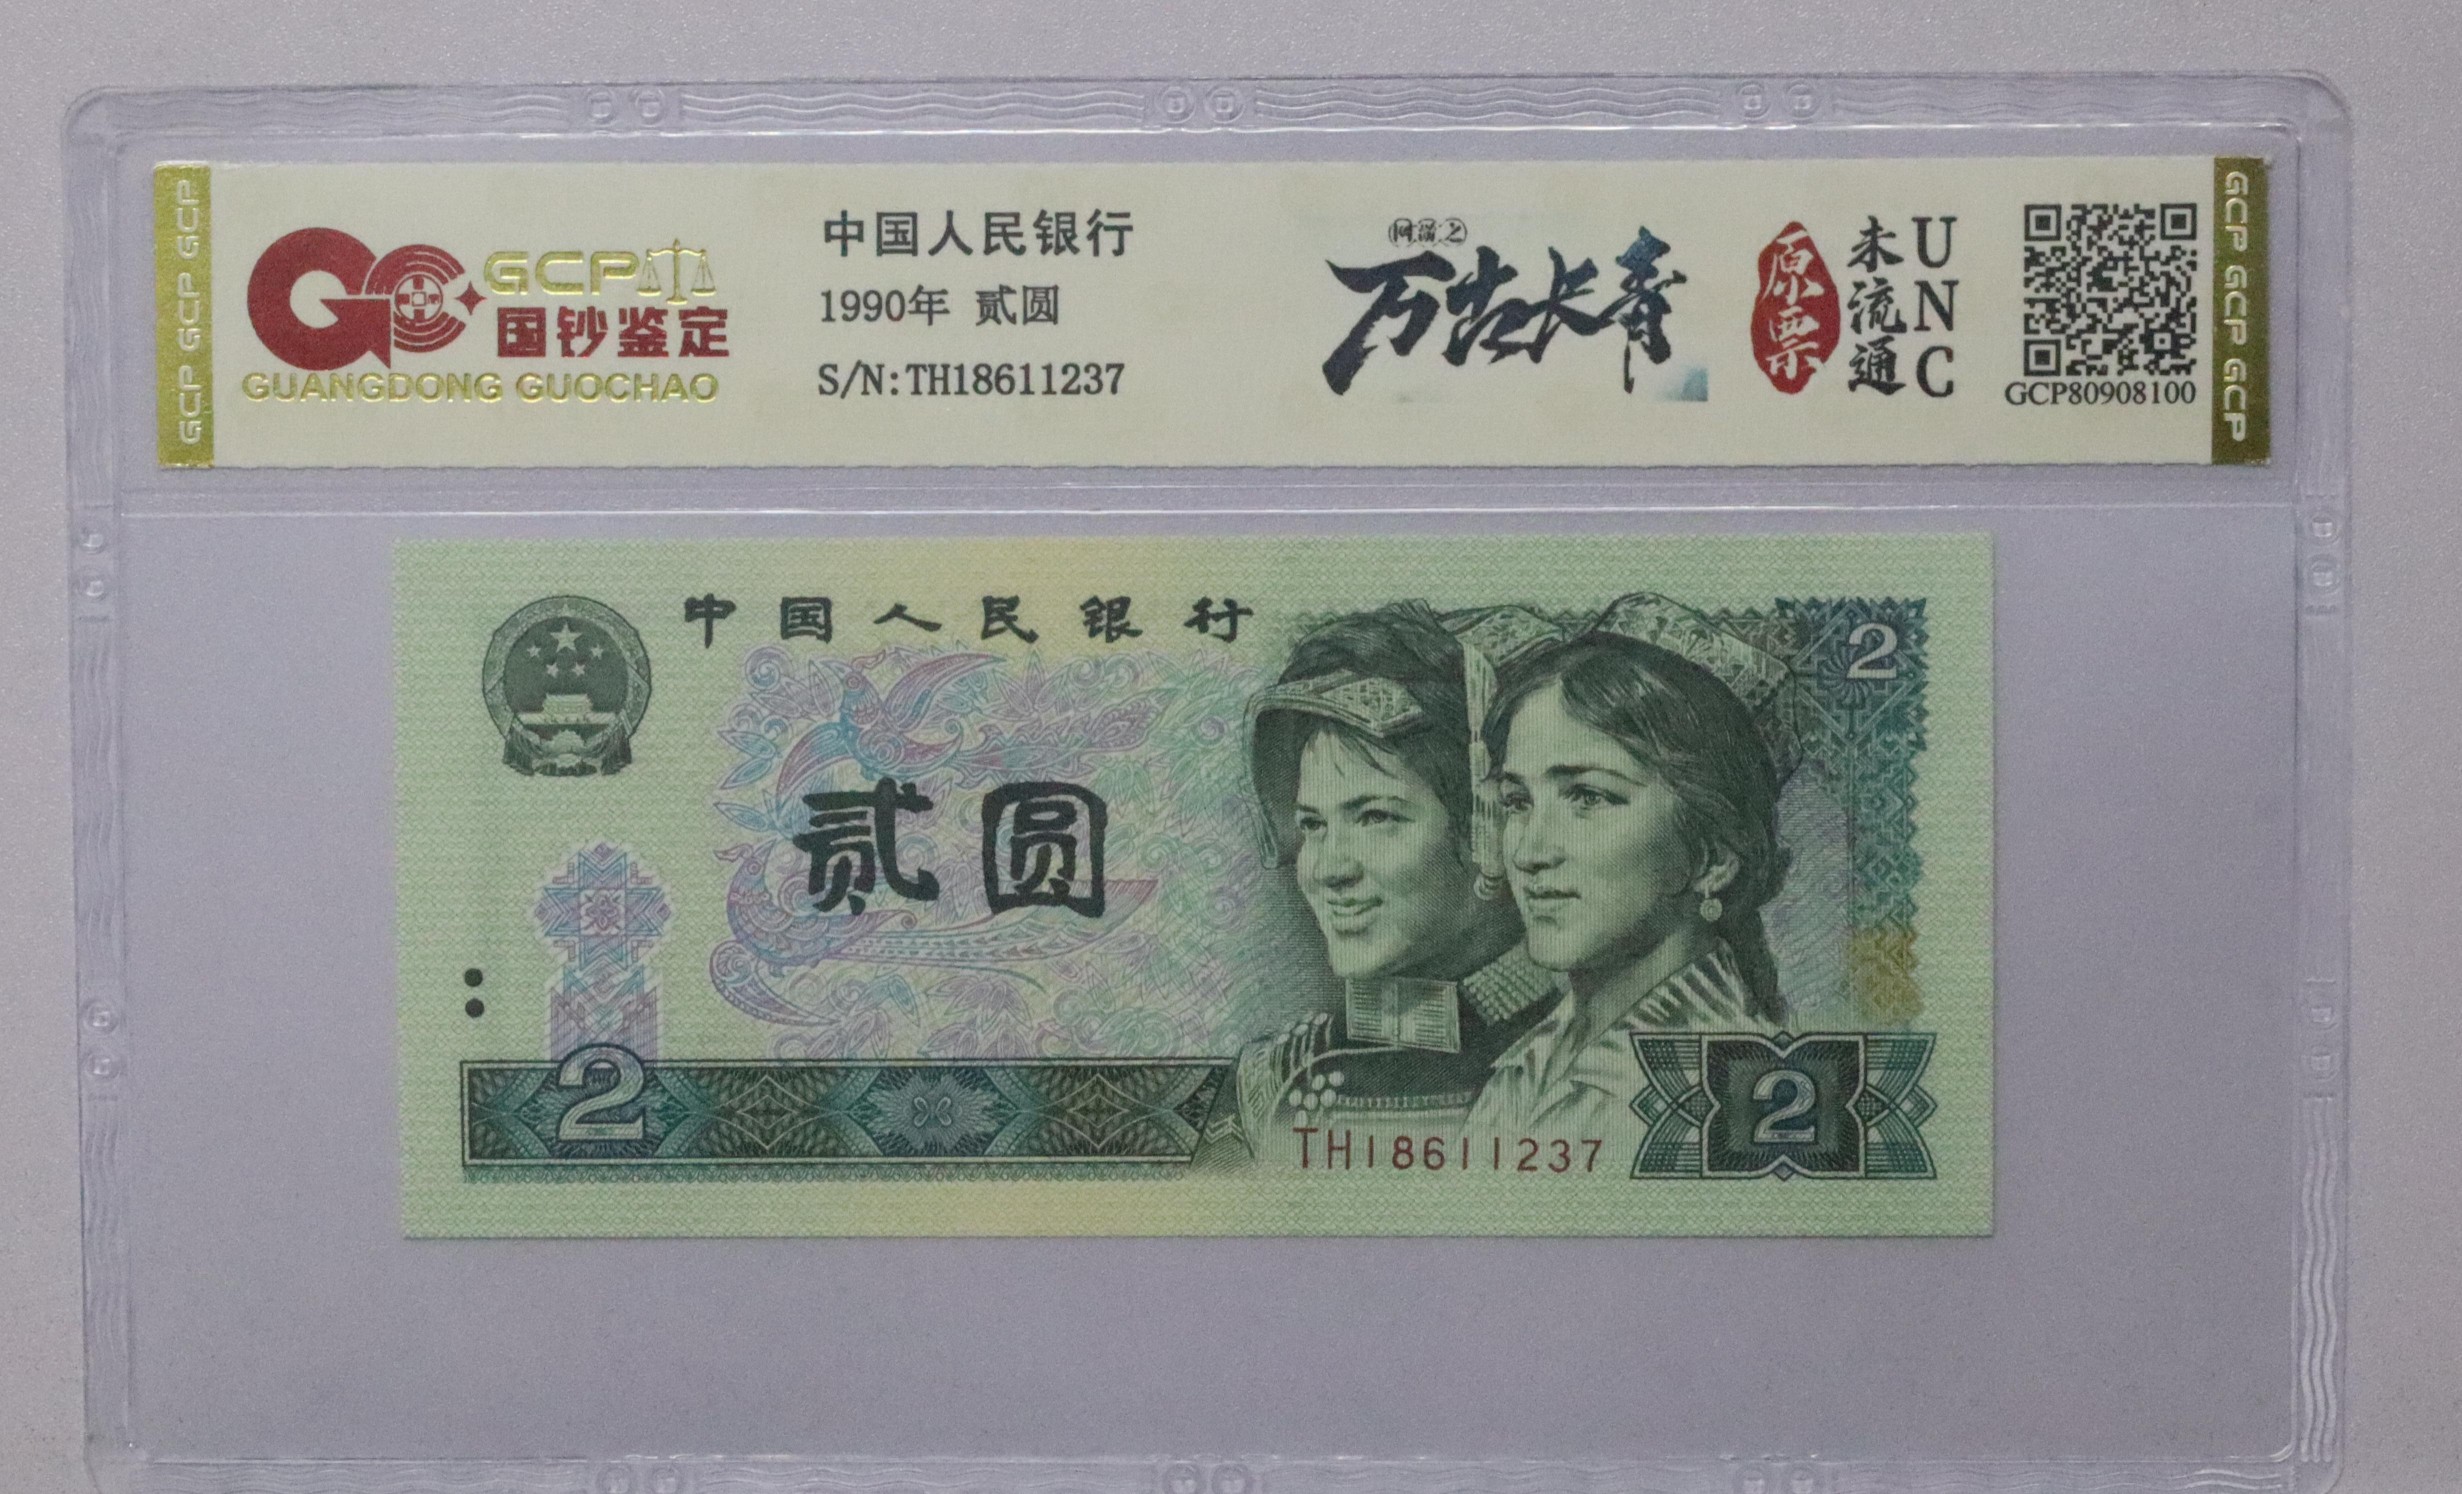 GCP GCP GCP
GCP
国钞鉴定
GUANGDONG GUOCHAO
中国人民银行
1990年 贰圆
S/N:TH18611237
万古长青
原票
未流通
UNC
GCP80908100
GCP GCP GCP
中国人民银行
2
贰圆
2
TH18611237
2